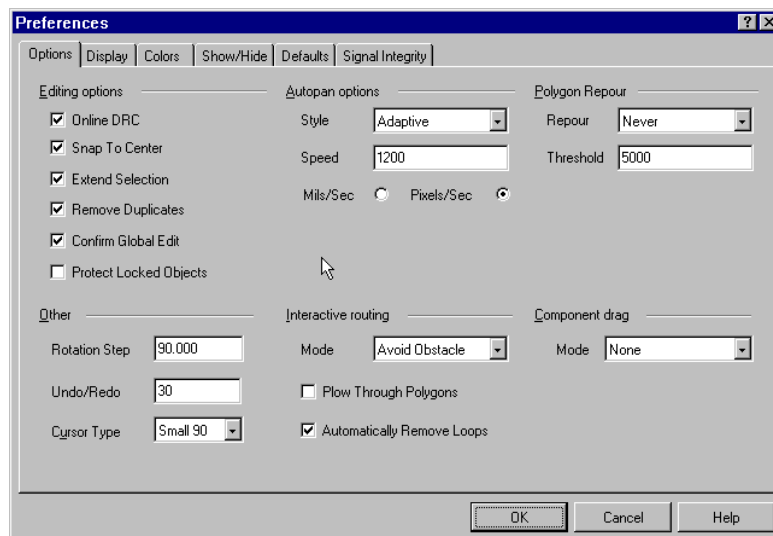 Preferences
Options Display Colors Show/Hide Defaults Signal Integrity
Editing options
Online DRC
Snap To Center
Extend Selection
Remove Duplicates
Confirm Global Edit
Protect Locked Objects
Autopan options
Style Adaptive
Speed 1200
Mils/Sec Pixels/Sec
Polygon Repour
Repour Never
Threshold 5000
Other
Rotation Step 90.000
Undo/Redo 30
Cursor Type Small 90
Interactive routing
Mode Avoid Obstacle
Plow Through Polygons
Automatically Remove Loops
Component drag
Mode None
OK Cancel Help